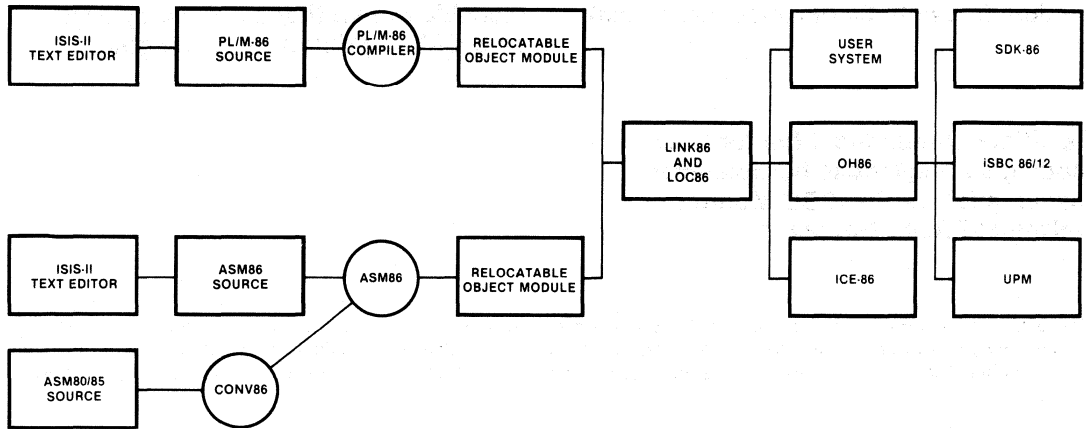 ISIS-II
TEXT EDITOR
PL/M-86
SOURCE
PL/M-86
COMPILER
RELOCATABLE
OBJECT MODULE
USER
SYSTEM
SDK-86
LINK86
AND
LOC86
OH86
iSBC 86/12
ISIS-II
TEXT EDITOR
ASM86
SOURCE
ASM86
RELOCATABLE
OBJECT MODULE
ICE-86
UPM
ASM80/85
SOURCE
CONV86